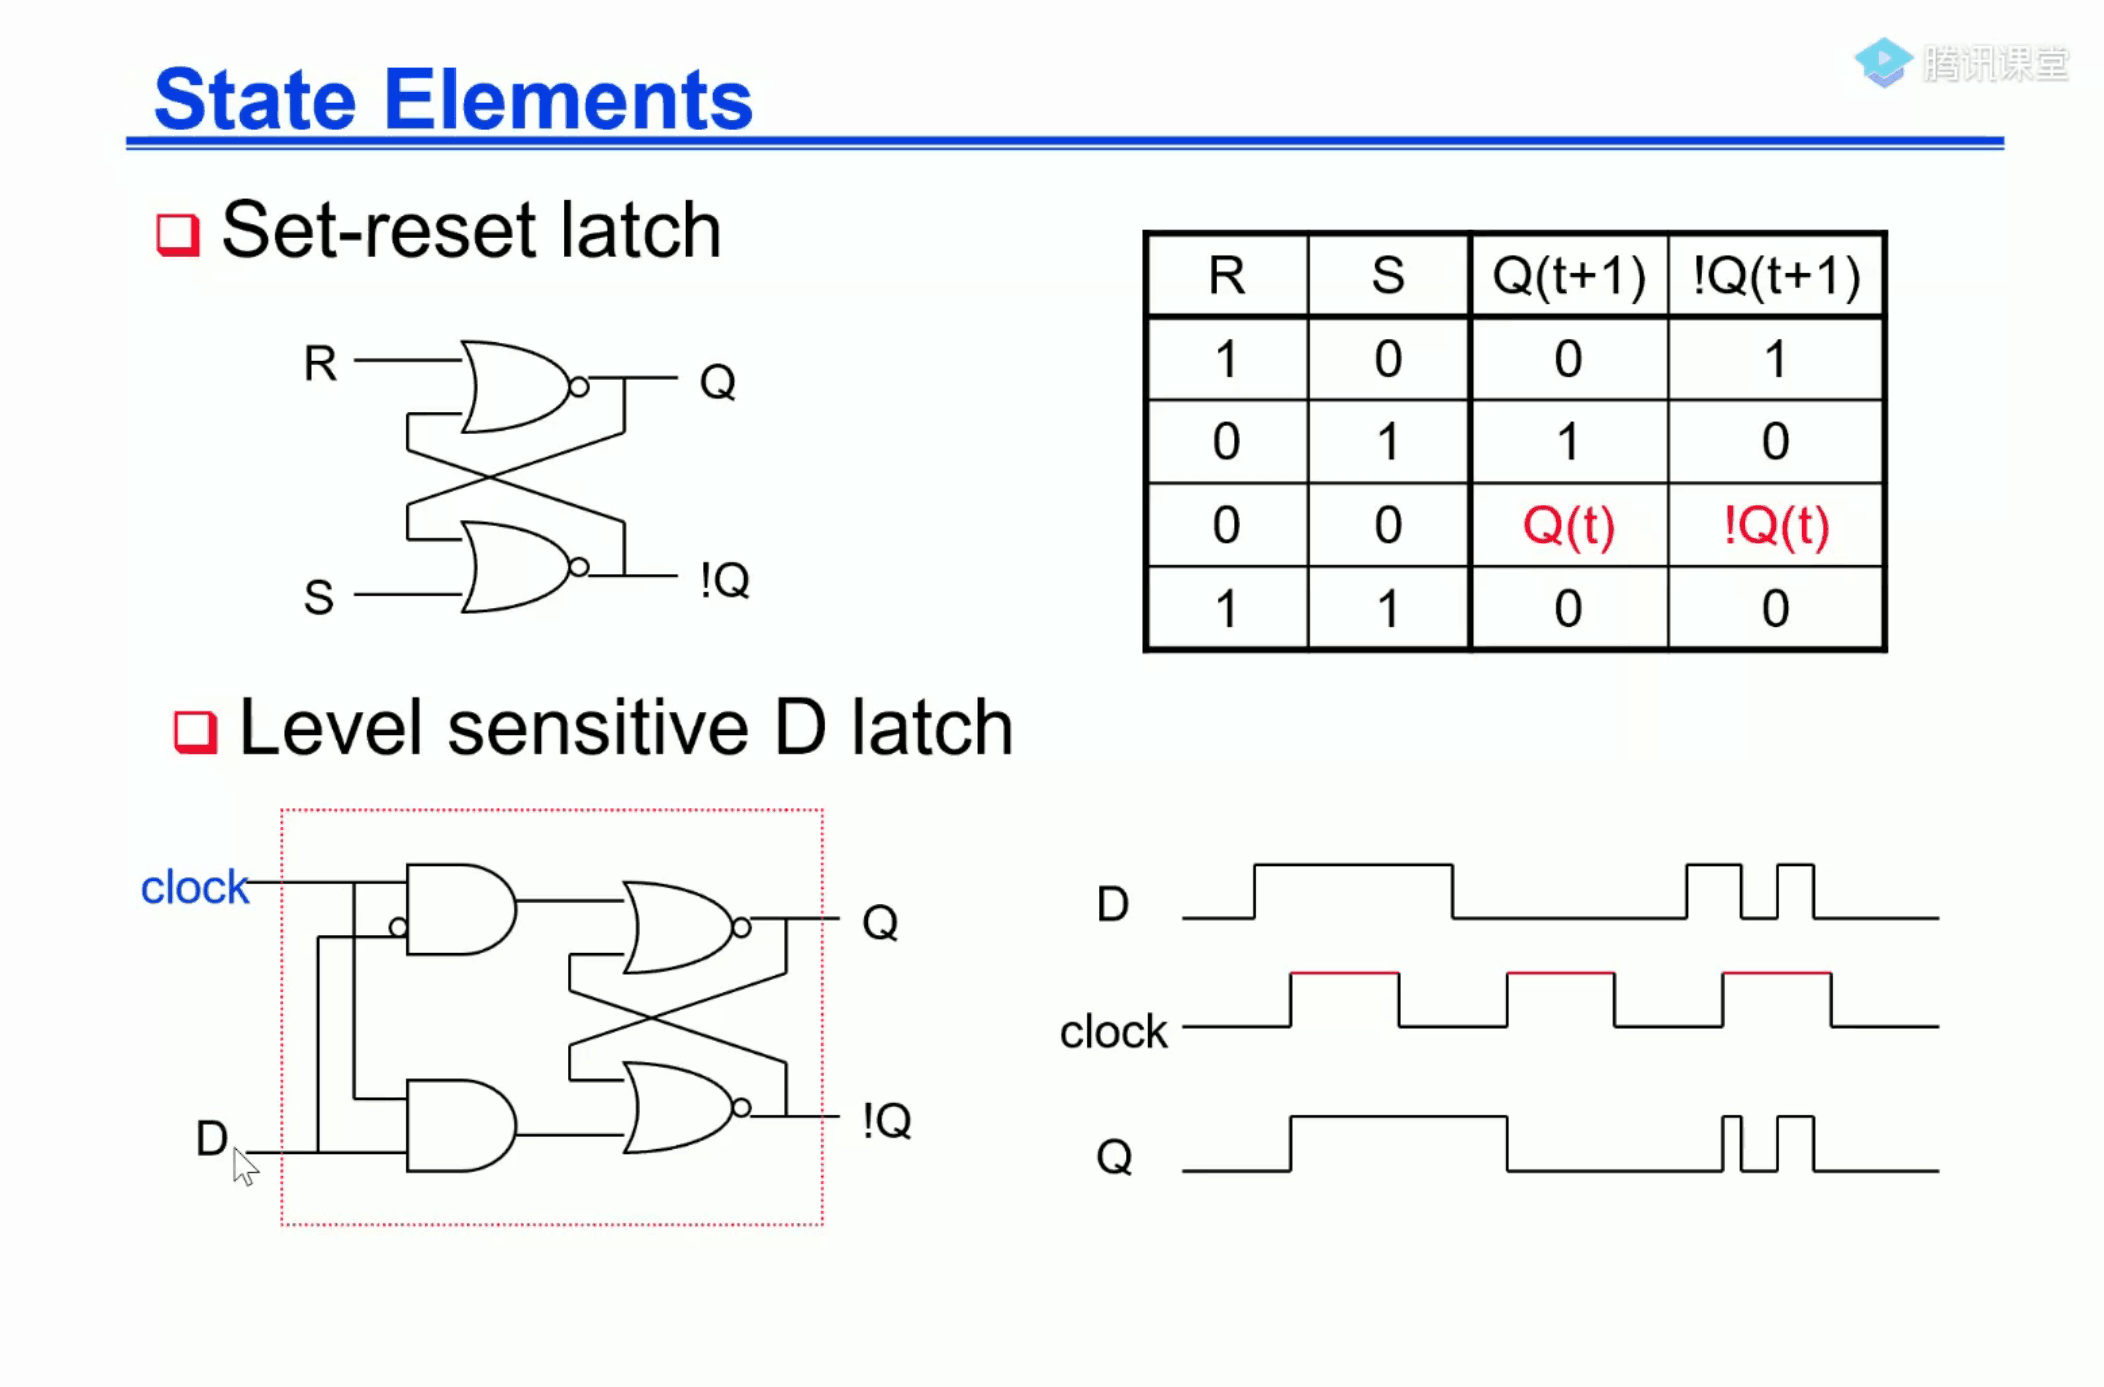 State Elements
腾讯课堂
Set-reset latch
R
Q
S
!Q
R S Q(t+1) !Q(t+1)
1 0 0 1
0 1 1 0
0 0 Q(t) !Q(t)
1 1 0 0
Level sensitive D latch
clock
Q
D
!Q
D
clock
Q